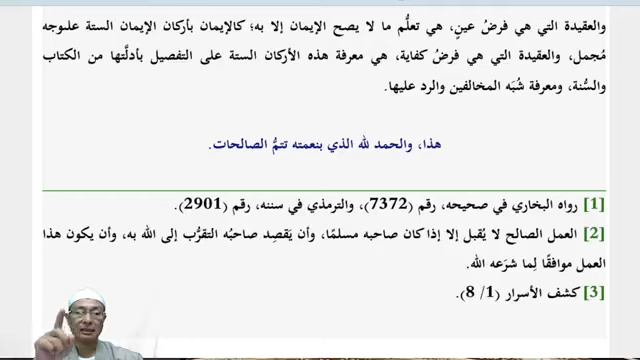 والعقيدة التي هي فرضُ عينٍ، هي تعلُّم ما لا يصح الإيمان إلا به؛ كالإيمان بأركان الإيمان الستة علـوجه
مُجمل، والعقيدة التي هي فرضُ كفاية، هي معرفة هذه الأركان الستة على التفصيل بأدلَّتها من الكتاب
والسُّنة، ومعرفة شُبَه المخالفين والرد عليها.
هذا، والحمد لله الذي بنعمته تتمُّ الصالحات.
[1] رواه البخاري في صحيحه، رقم (7372)، والترمذي في سننه، رقم (2901).
[2] العمل الصالح لا يُقبل إلا إذا كان صاحبه مسلمًا، وأن يَقصِد صاحبُه التقرُّب إلى الله به، وأن يكون هذا
العمل موافقًا لِما شرَعه الله.
[3] كشف الأسرار (1/ 8).